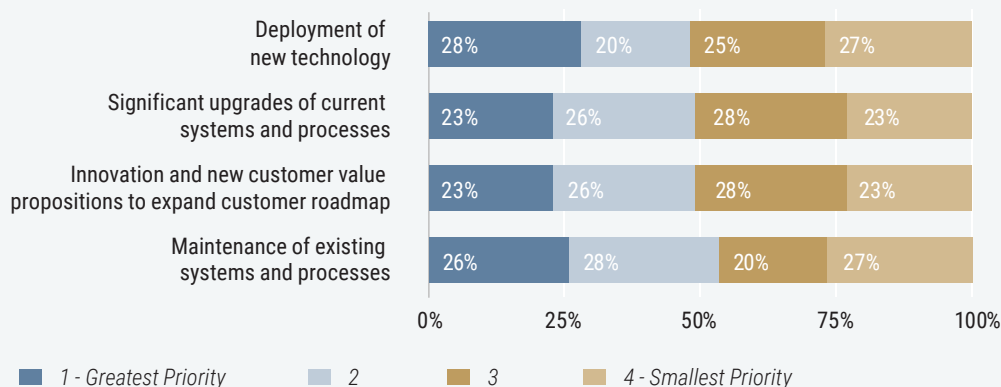 Deployment of
new technology
28% 20% 25% 27%
Significant upgrades of current
systems and processes
23% 26% 28% 23%
Innovation and new customer value
propositions to expand customer roadmap
23% 26% 28% 23%
Maintenance of existing
systems and processes
26% 28% 20% 27%
0% 25% 50% 75% 100%
1 - Greatest Priority 2 3 4 - Smallest Priority